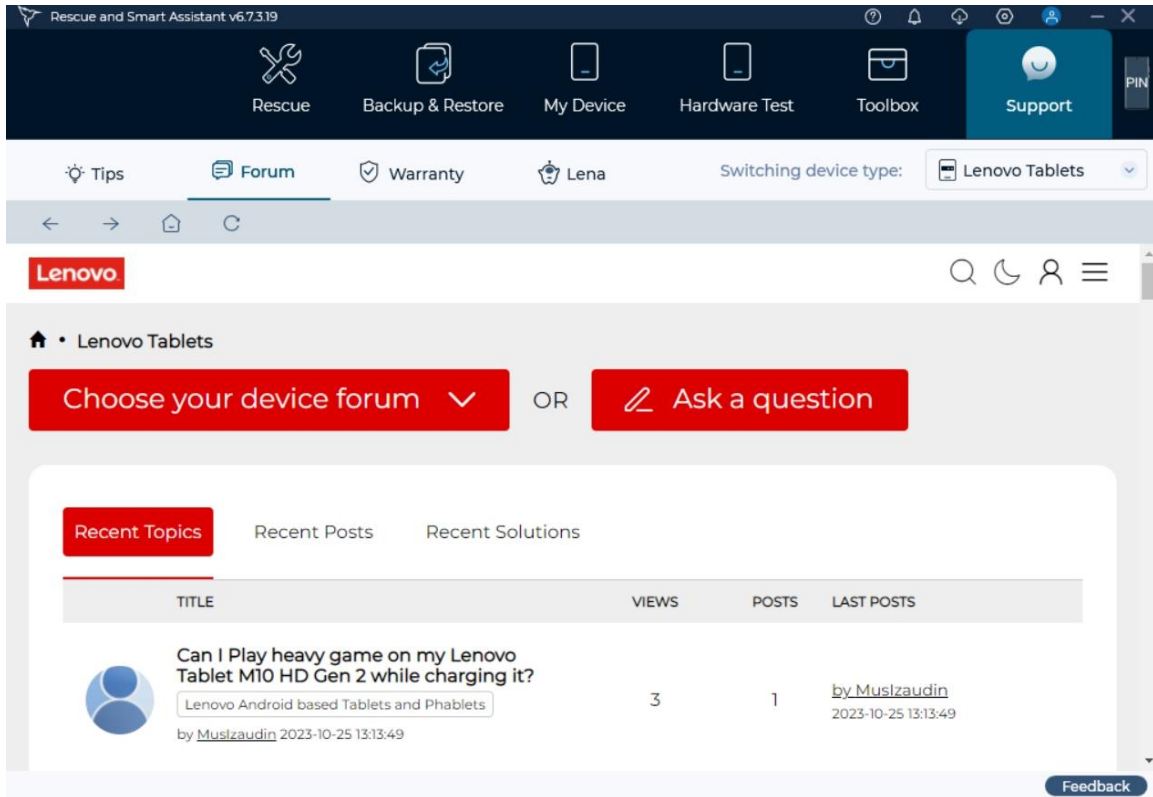 Rescue and Smart Assistant v6.7.3.19
Rescue
Backup & Restore
My Device
Hardware Test
Toolbox
Support
PIN
Tips
Forum
Warranty
Lena
Switching device type:
Lenovo Tablets
Lenovo.
Lenovo Tablets
Choose your device forum
OR
Ask a question
Recent Topics
Recent Posts
Recent Solutions
TITLE
VIEWS
POSTS
LAST POSTS
Can I Play heavy game on my Lenovo
Tablet M10 HD Gen 2 while charging it?
Lenovo Android based Tablets and Phablets
by MusIzaudin 2023-10-25 13:13:49
3
1
by MusIzaudin
2023-10-25 13:13:49
Feedback